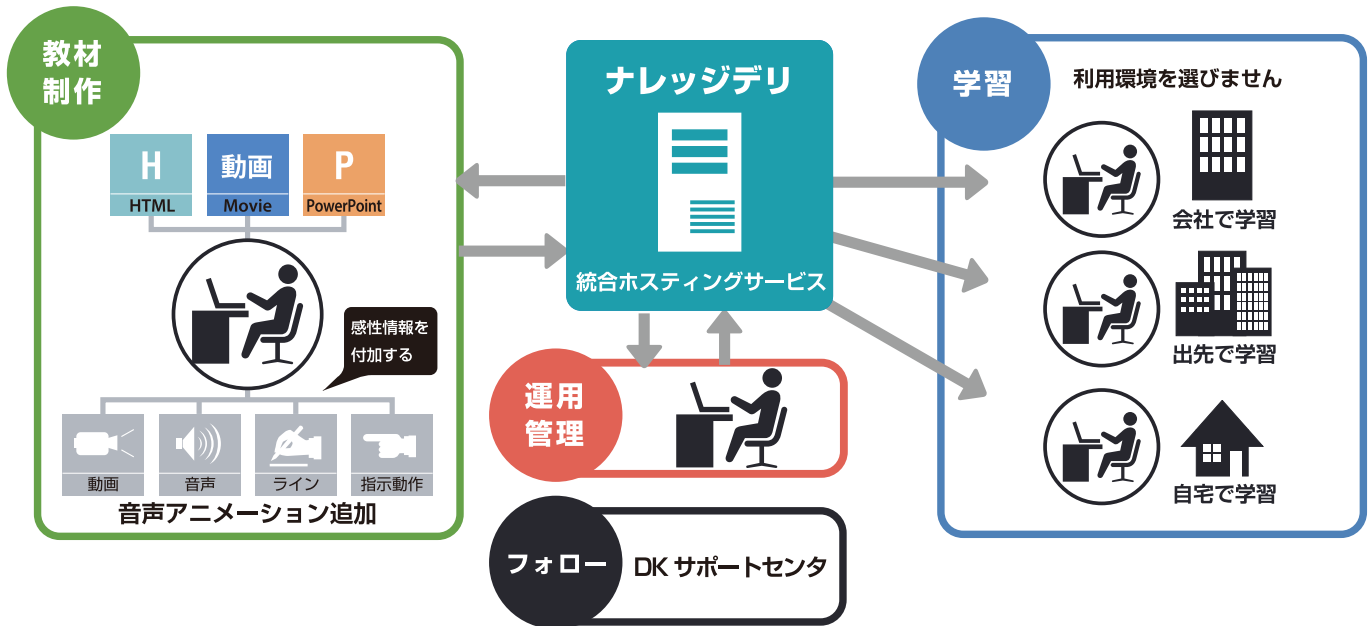 教材
制作
H
HTML
動画
Movie
P
PowerPoint
感性情報を
付加する
動画
音声
ライン
指示動作
音声アニメーション追加
ナレッジデリ
統合ホスティングサービス
運用
管理
フォロー
DK サポートセンタ
学習
利用環境を選びません
会社で学習
出先で学習
自宅で学習